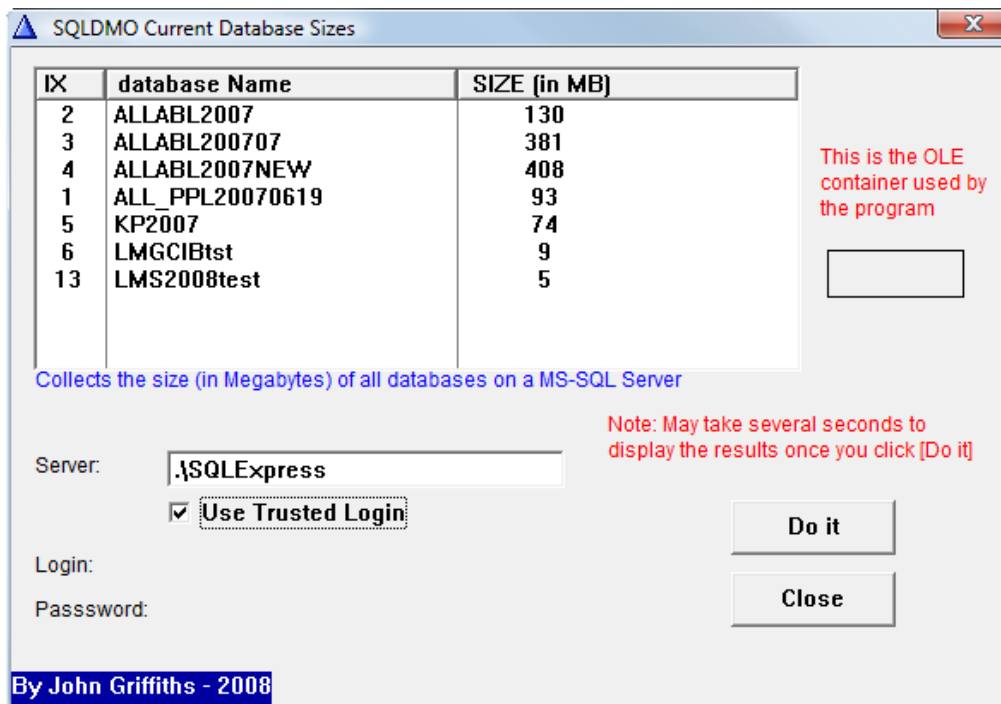 SQLDMO Current Database Sizes
IX database Name SIZE (in MB)
2 ALLABL2007 130
3 ALLABL200707 381
4 ALLABL2007NEW 408
1 ALL_PPL20070619 93
5 KP2007 74
6 LMGCIBtst 9
13 LMS2008test 5
This is the OLE
container used by
the program
Collects the size (in Megabytes) of all databases on a MS-SQL Server
Note: May take several seconds to
display the results once you click [Do it]
Server: .\SQLExpress
Use Trusted Login
Do it
Login:
Close
Passsword:
By John Griffiths - 2008